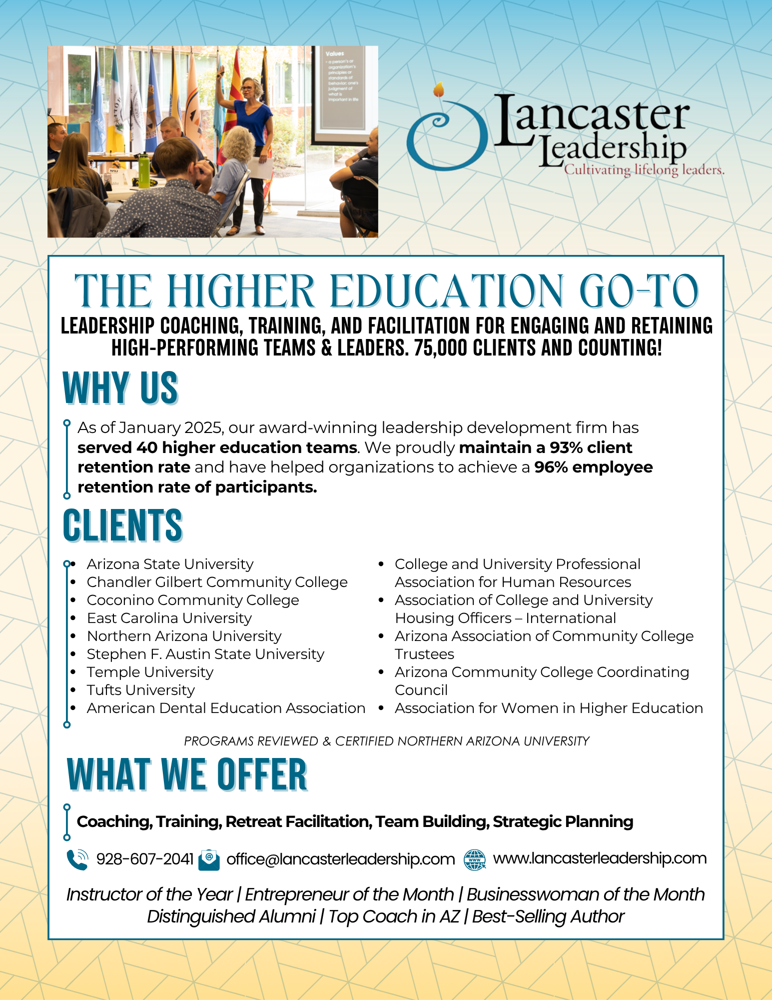 Values
• a person's or
organization's
principles or
standards of
behavior; one's
judgment of
what is
important in life
NAU
Lancaster
Leadership
Cultivating lifelong leaders.
THE HIGHER EDUCATION GO-TO
LEADERSHIP COACHING, TRAINING, AND FACILITATION FOR ENGAGING AND RETAINING
HIGH-PERFORMING TEAMS & LEADERS. 75,000 CLIENTS AND COUNTING!
WHY US
As of January 2025, our award-winning leadership development firm has
served 40 higher education teams. We proudly maintain a 93% client
retention rate and have helped organizations to achieve a 96% employee
retention rate of participants.
CLIENTS
• Arizona State University
• Chandler Gilbert Community College
• Coconino Community College
• East Carolina University
• Northern Arizona University
• Stephen F. Austin State University
• Temple University
• Tufts University
• American Dental Education Association
• College and University Professional
Association for Human Resources
• Association of College and University
Housing Officers – International
• Arizona Association of Community College
Trustees
• Arizona Community College Coordinating
Council
• Association for Women in Higher Education
PROGRAMS REVIEWED & CERTIFIED NORTHERN ARIZONA UNIVERSITY
WHAT WE OFFER
Coaching, Training, Retreat Facilitation, Team Building, Strategic Planning
928-607-2041 @ office@lancasterleadership.com www www.lancasterleadership.com
Instructor of the Year | Entrepreneur of the Month | Businesswoman of the Month
Distinguished Alumni | Top Coach in AZ | Best-Selling Author